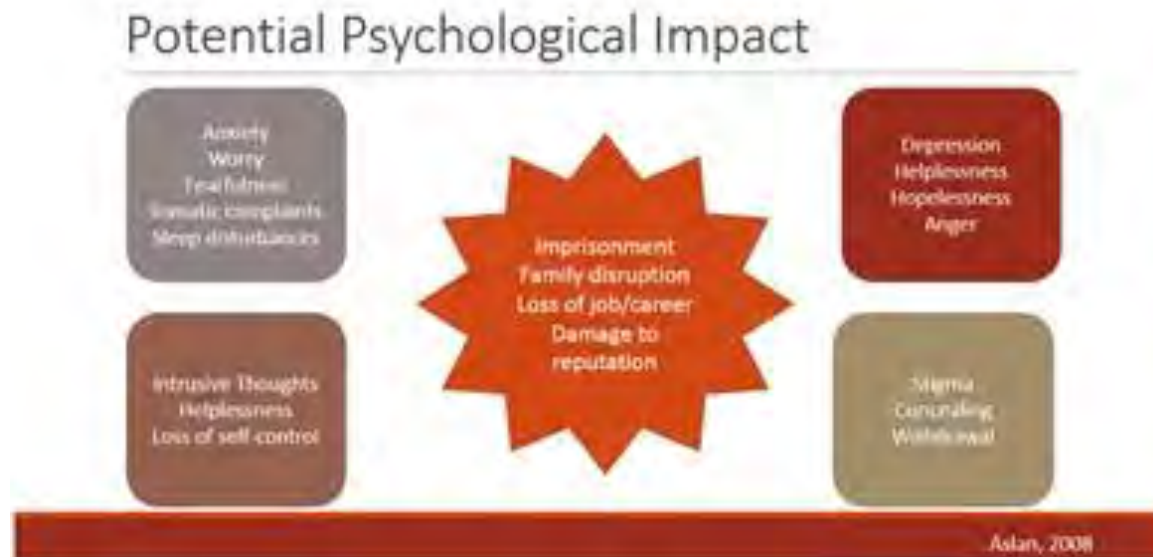 Potential Psychological Impact
Anxiety
Worry
Tearfulness
Somatic complaints
Sleep disturbances
Imprisonment
Family disruption
Loss of job/career
Damage to
reputation
Depression
Helplessness
Hopelessness
Anger
Intrusive Thoughts
Helplessness
Loss of self-control
Stigma
Concealing
Withdrawal
Aslan, 2008